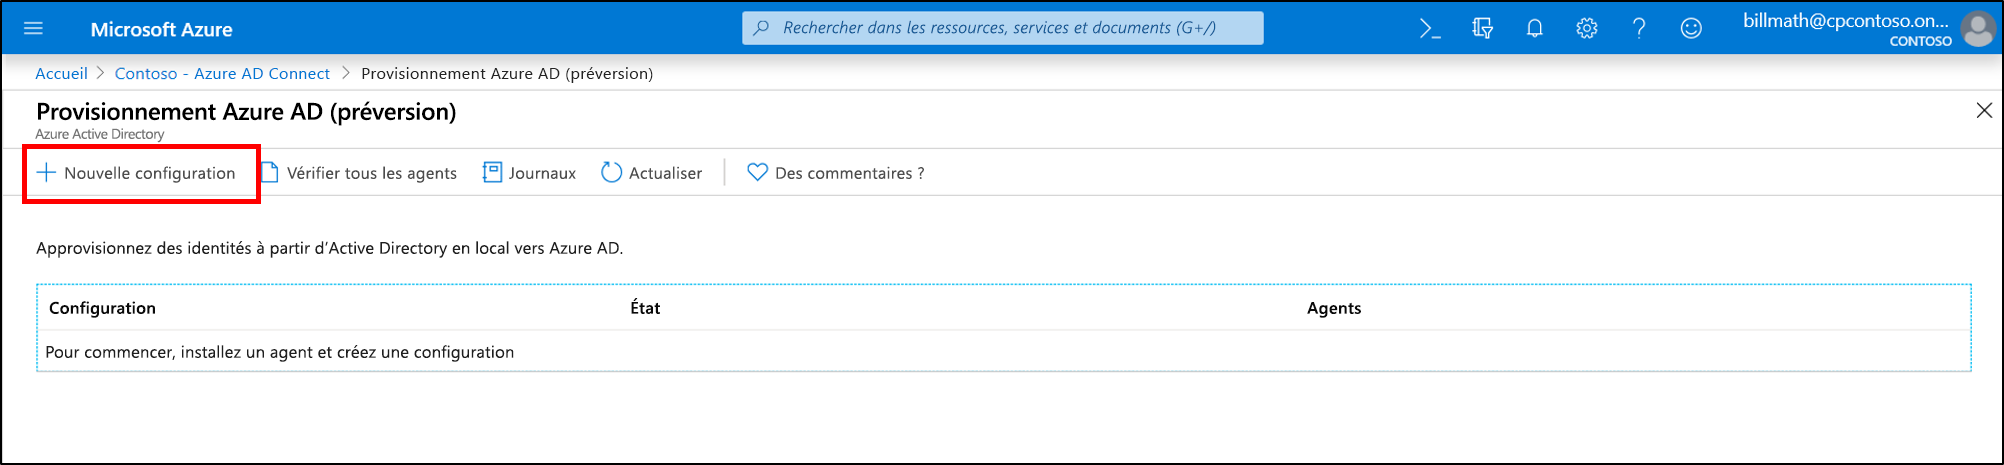 Microsoft Azure
Rechercher dans les ressources, services et documents (G+/)
billmath@cpcontoso.on...
CONTOSO
Accueil > Contoso - Azure AD Connect > Provisionnement Azure AD (préversion)
Provisionnement Azure AD (préversion)
Azure Active Directory
Nouvelle configuration Vérifier tous les agents Journaux Actualiser Des commentaires ?
Approvisionnez des identités à partir d’Active Directory en local vers Azure AD.
Configuration État Agents
Pour commencer, installez un agent et créez une configuration